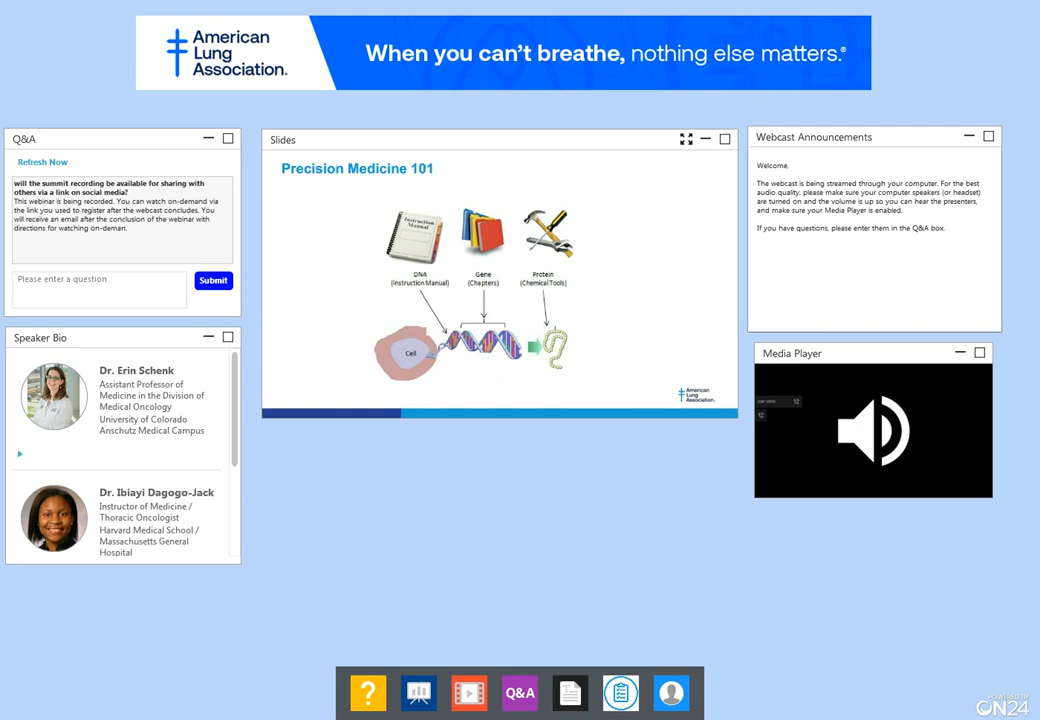 American
Lung
Association.
When you can't breathe, nothing else matters.®
Q&A
Refresh Now
will the summit recording be available for sharing with
others via a link on social media?
This webinar is being recorded. You can watch on-demand via
the link you used to register after the webcast concludes. You
will receive an email after the conclusion of the webinar with
directions for watching on-deman.
Please enter a question
Submit
Speaker Bio
Dr. Erin Schenk
Assistant Professor of
Medicine in the Division of
Medical Oncology
University of Colorado
Anschutz Medical Campus
Dr. Ibiayi Dagogo-Jack
Instructor of Medicine /
Thoracic Oncologist
Harvard Medical School /
Massachusetts General
Hospital
Slides
Precision Medicine 101
Instruction
Manual
DNA
(Instruction Manual)
Gene
(Chapters)
Protein
(Chemical Tools)
Cell
American
Lung
Association.
Webcast Announcements
Welcome,
The webcast is being streamed through your computer. For the best
audio quality, please make sure your computer speakers (or headset)
are turned on and the volume is up so you can hear the presenters,
and make sure your Media Player is enabled.
If you have questions, please enter them in the Q&A box.
Media Player
?
Q&A
POWERED BY
ON24